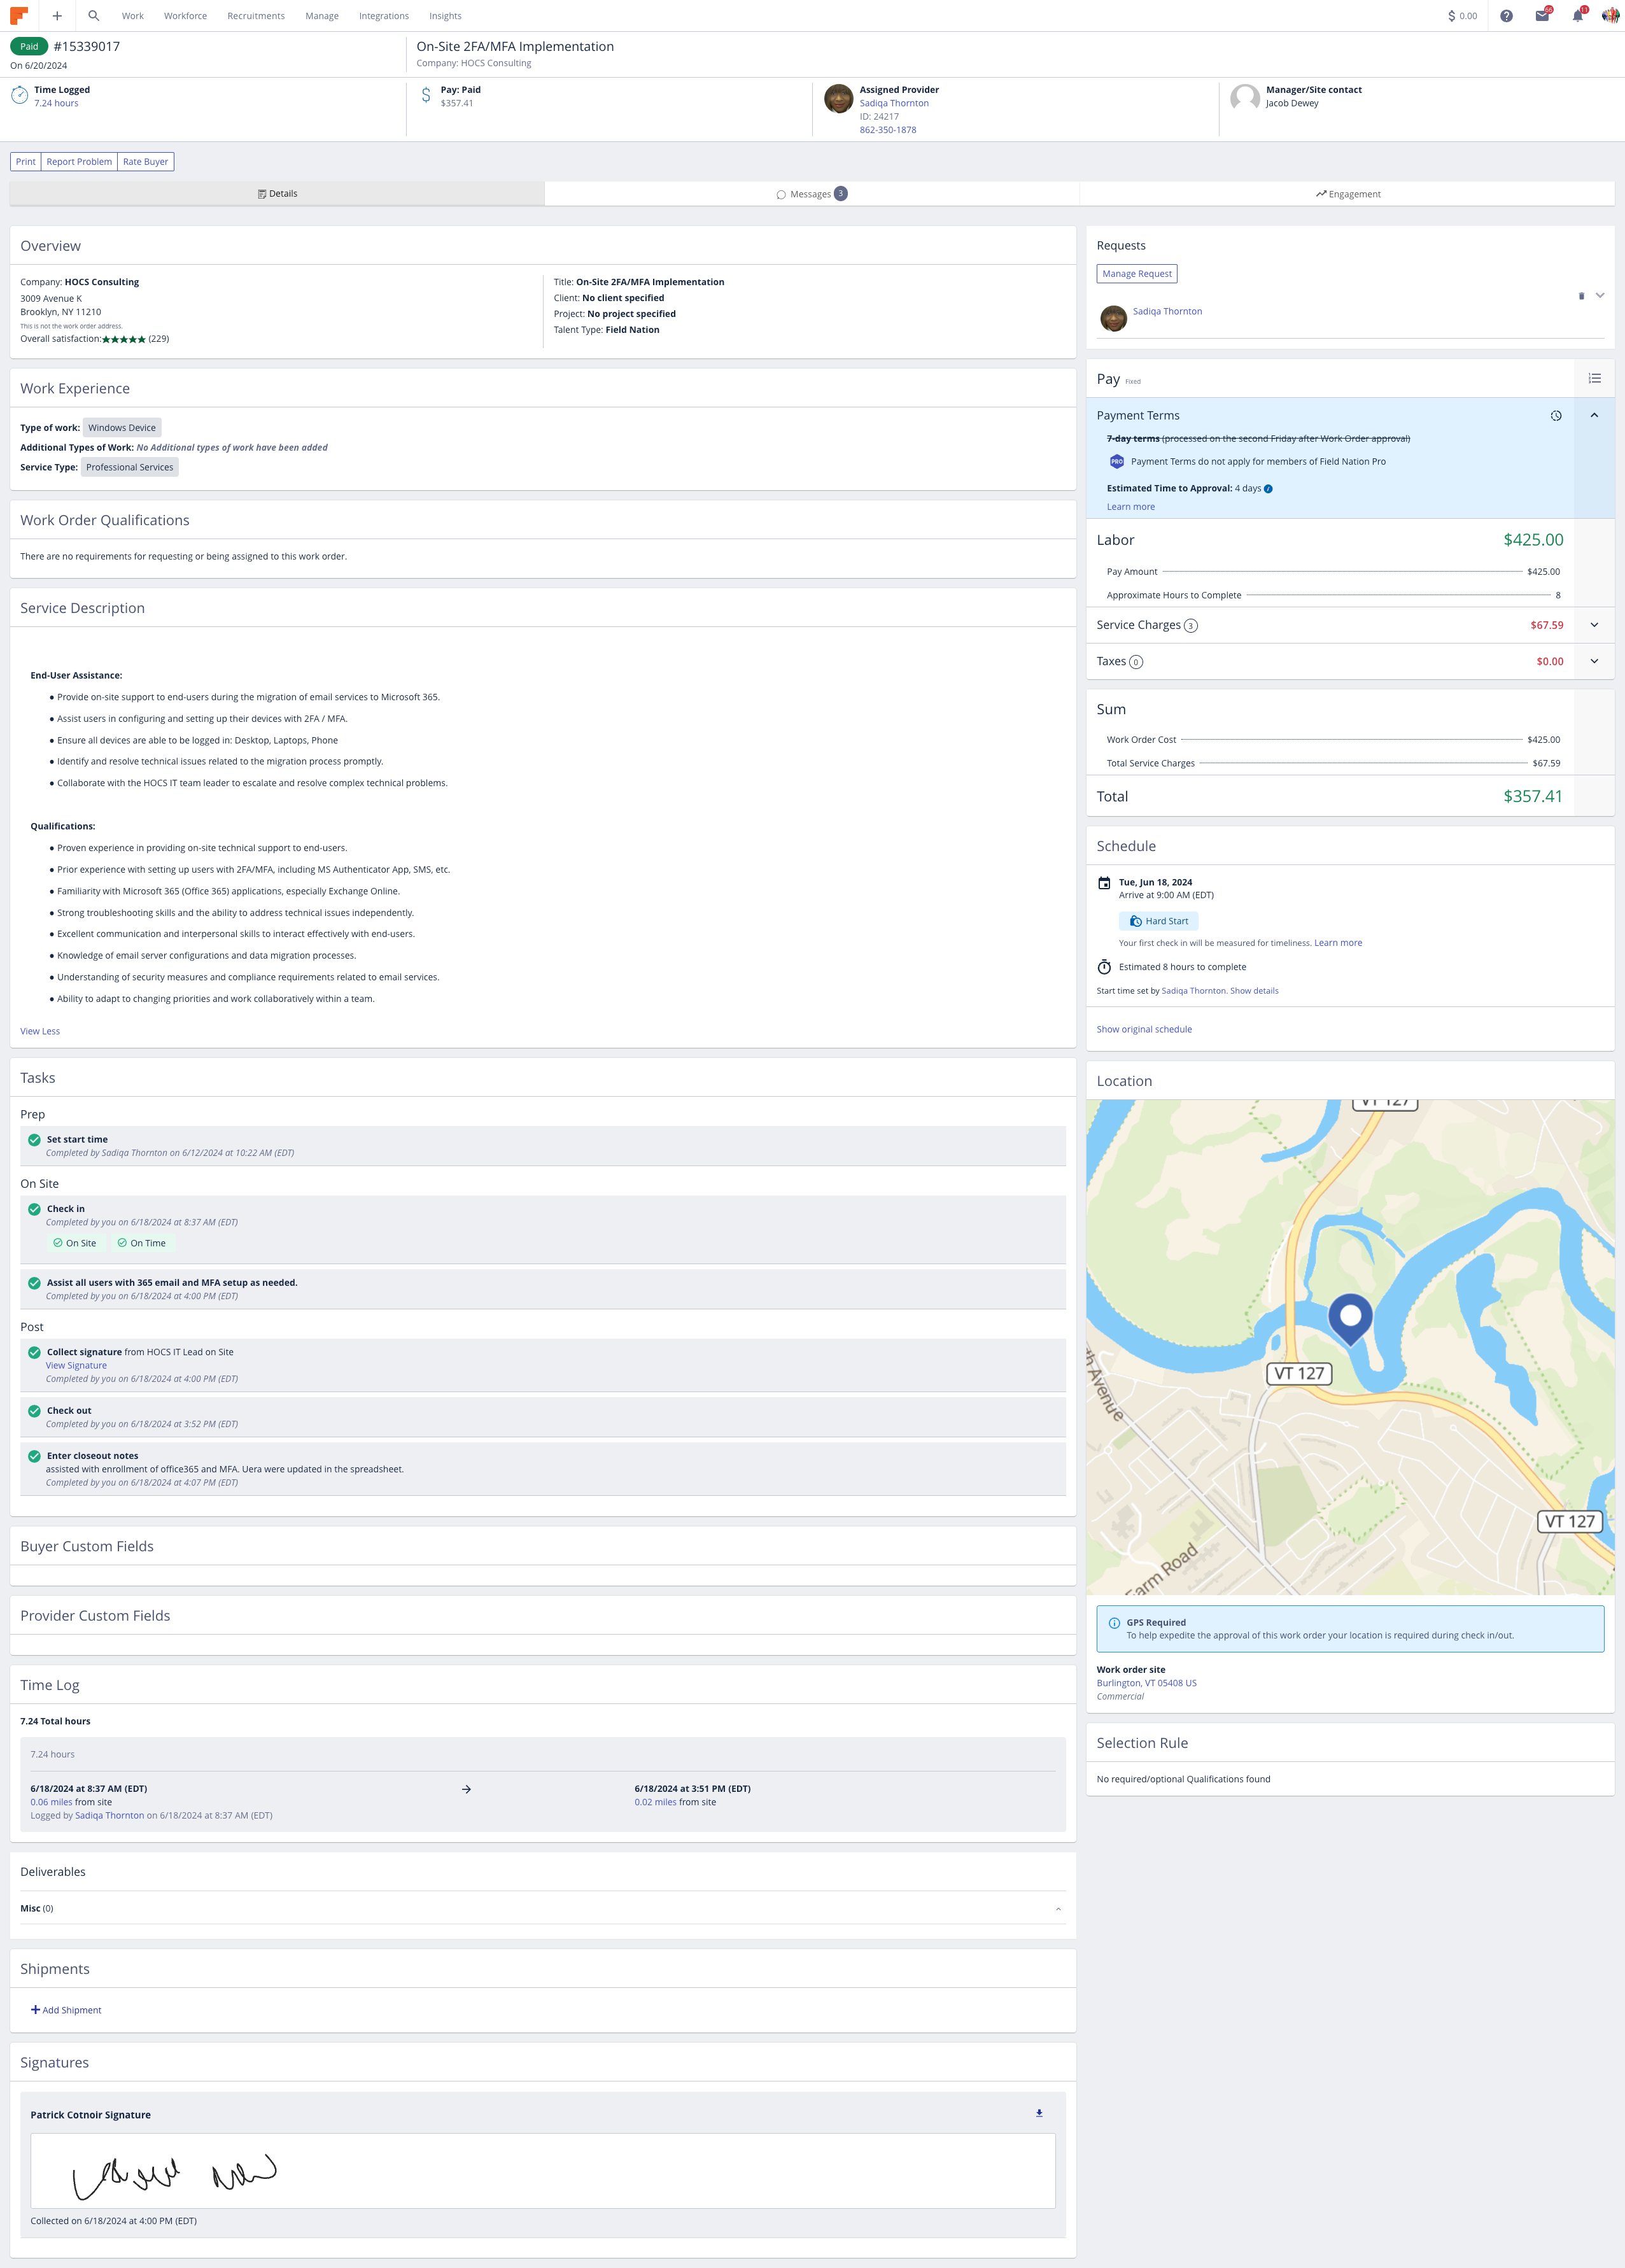 Work Workforce Recruitments Manage Integrations Insights $ 0.00 66 11
Paid #15339017
On 6/20/2024
On-Site 2FA/MFA Implementation
Company: HOCS Consulting
Time Logged
7.24 hours
Pay: Paid
$357.41
Assigned Provider
Sadiqa Thornton
ID: 24217
862-350-1878
Manager/Site contact
Jacob Dewey
Print Report Problem Rate Buyer
Details Messages 3 Engagement
Overview
Company: HOCS Consulting
3009 Avenue K
Brooklyn, NY 11210
This is not the work order address.
Overall satisfaction:★★★★★ (229)
Title: On-Site 2FA/MFA Implementation
Client: No client specified
Project: No project specified
Talent Type: Field Nation
Work Experience
Type of work: Windows Device
Additional Types of Work: No Additional types of work have been added
Service Type: Professional Services
Work Order Qualifications
There are no requirements for requesting or being assigned to this work order.
Service Description
End-User Assistance:
● Provide on-site support to end-users during the migration of email services to Microsoft 365.
● Assist users in configuring and setting up their devices with 2FA / MFA.
● Ensure all devices are able to be logged in: Desktop, Laptops, Phone
● Identify and resolve technical issues related to the migration process promptly.
● Collaborate with the HOCS IT team leader to escalate and resolve complex technical problems.
Qualifications:
● Proven experience in providing on-site technical support to end-users.
● Prior experience with setting up users with 2FA/MFA, including MS Authenticator App, SMS, etc.
● Familiarity with Microsoft 365 (Office 365) applications, especially Exchange Online.
● Strong troubleshooting skills and the ability to address technical issues independently.
● Excellent communication and interpersonal skills to interact effectively with end-users.
● Knowledge of email server configurations and data migration processes.
● Understanding of security measures and compliance requirements related to email services.
● Ability to adapt to changing priorities and work collaboratively within a team.
View Less
Tasks
Prep
Set start time
Completed by Sadiqa Thornton on 6/12/2024 at 10:22 AM (EDT)
On Site
Check in
Completed by you on 6/18/2024 at 8:37 AM (EDT)
On Site On Time
Assist all users with 365 email and MFA setup as needed.
Completed by you on 6/18/2024 at 4:00 PM (EDT)
Post
Collect signature from HOCS IT Lead on Site
View Signature
Completed by you on 6/18/2024 at 4:00 PM (EDT)
Check out
Completed by you on 6/18/2024 at 3:52 PM (EDT)
Enter closeout notes
assisted with enrollment of office365 and MFA. Uera were updated in the spreadsheet.
Completed by you on 6/18/2024 at 4:07 PM (EDT)
Buyer Custom Fields
Provider Custom Fields
Time Log
7.24 Total hours
7.24 hours
6/18/2024 at 8:37 AM (EDT) → 6/18/2024 at 3:51 PM (EDT)
0.06 miles from site 0.02 miles from site
Logged by Sadiqa Thornton on 6/18/2024 at 8:37 AM (EDT)
Deliverables
Misc (0)
Shipments
+ Add Shipment
Signatures
Patrick Cotnoir Signature
Collected on 6/18/2024 at 4:00 PM (EDT)
Requests
Manage Request
Sadiqa Thornton
Pay Fixed
Payment Terms
7-day terms (processed on the second Friday after Work Order approval)
PRO Payment Terms do not apply for members of Field Nation Pro
Estimated Time to Approval: 4 days
Learn more
Labor $425.00
Pay Amount $425.00
Approximate Hours to Complete 8
Service Charges 3 $67.59
Taxes 0 $0.00
Sum
Work Order Cost $425.00
Total Service Charges $67.59
Total $357.41
Schedule
Tue, Jun 18, 2024
Arrive at 9:00 AM (EDT)
Hard Start
Your first check in will be measured for timeliness. Learn more
Estimated 8 hours to complete
Start time set by Sadiqa Thornton. Show details
Show original schedule
Location
VT 127
VT 127
th Avenue
VT 127
Farm Road
GPS Required
To help expedite the approval of this work order your location is required during check in/out.
Work order site
Burlington, VT 05408 US
Commercial
Selection Rule
No required/optional Qualifications found